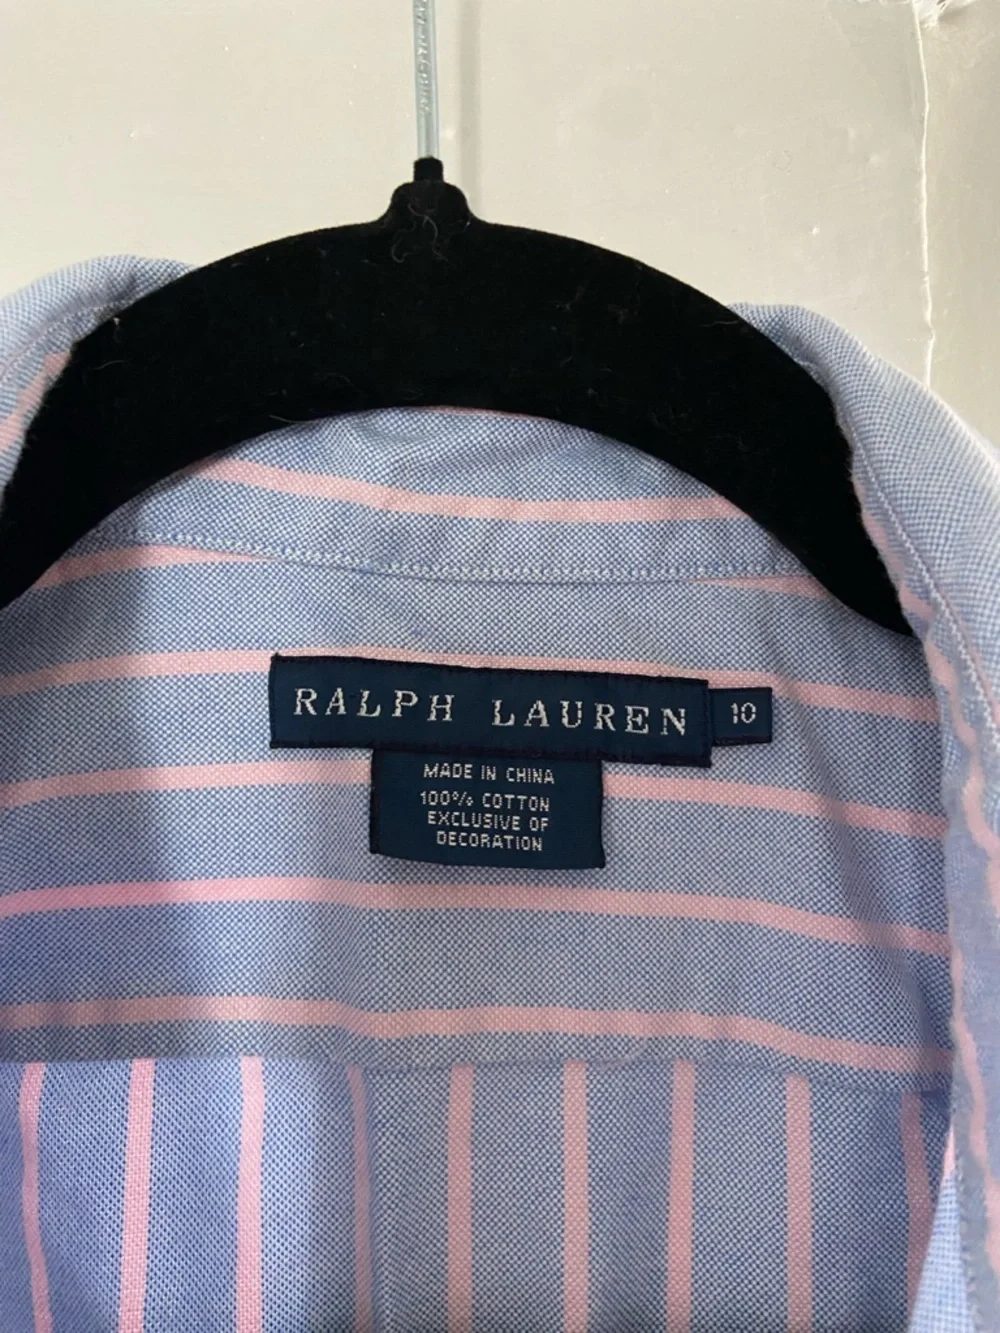 RALPH LAUREN 10
MADE IN CHINA
100% COTTON
EXCLUSIVE OF
DECORATION